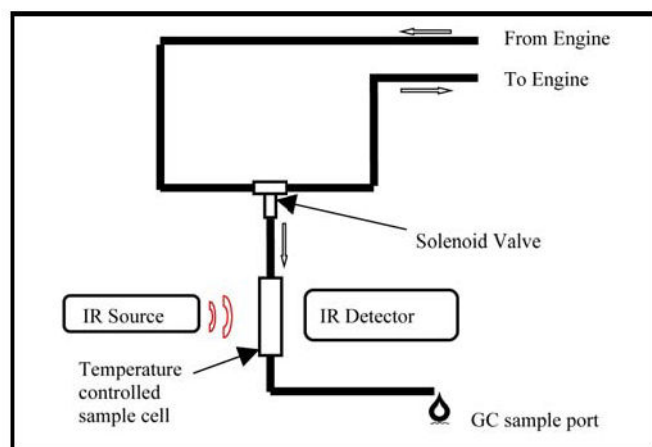 From Engine
To Engine
Solenoid Valve
IR Source
IR Detector
Temperature
controlled
sample cell
GC sample port